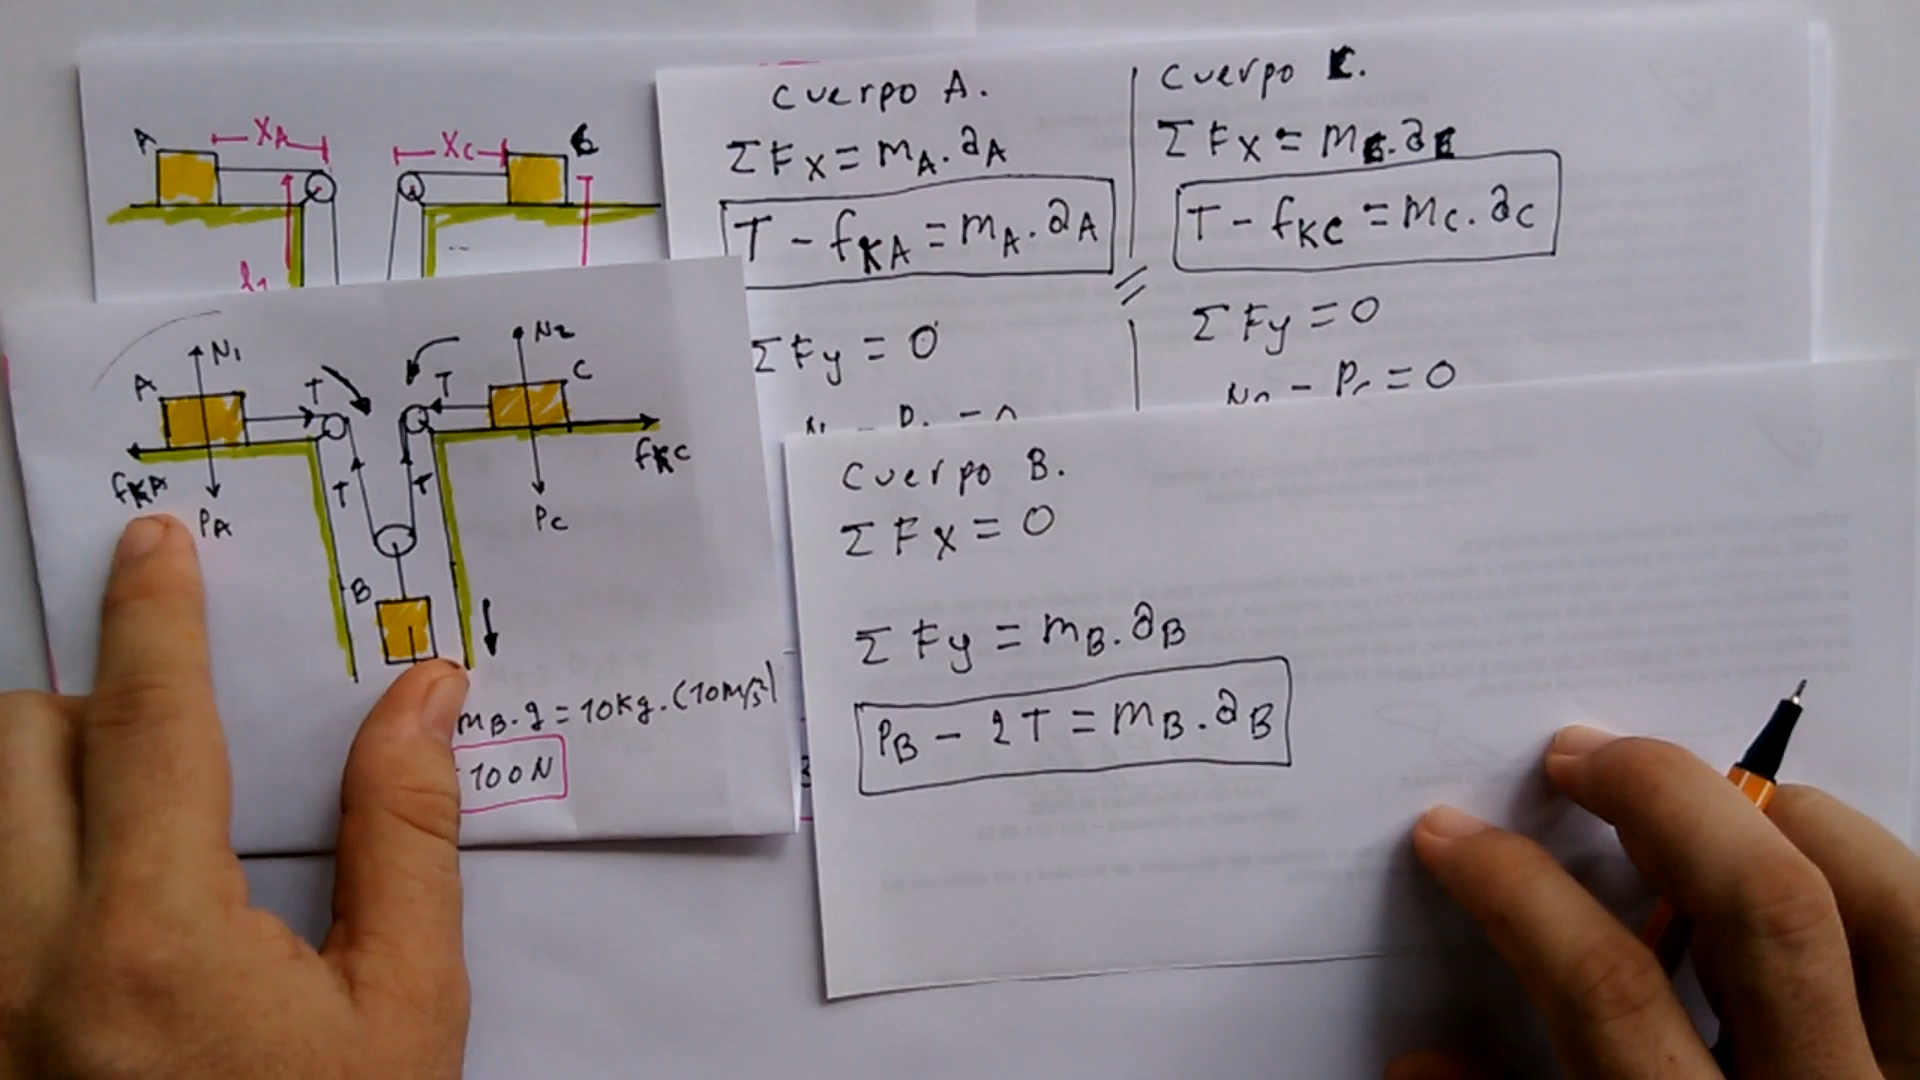 A
XA
XC
C
N1
A
T
fKA
PA
T
N2
C
T
fKC
T
PC
B
mB.g = 10Kg.(10m/s²)
100N
Cuerpo A.
ΣFx = mA.aA
T - fKA = mA.aA
ΣFy = 0
Cuerpo C.
ΣFx = mC.aC
T - fKC = mC.aC
ΣFy = 0
N2 - PC = 0
Cuerpo B.
ΣFx = 0
ΣFy = mB.aB
PB - 2T = mB.aB